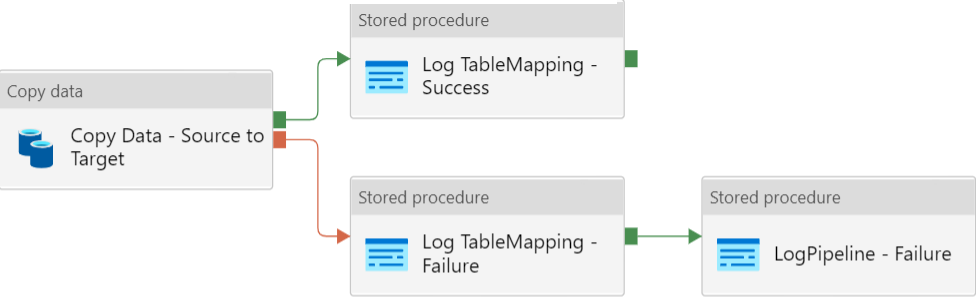 Stored procedure
Log TableMapping -
Success
Copy data
Copy Data - Source to
Target
Stored procedure
Log TableMapping -
Failure
Stored procedure
LogPipeline - Failure